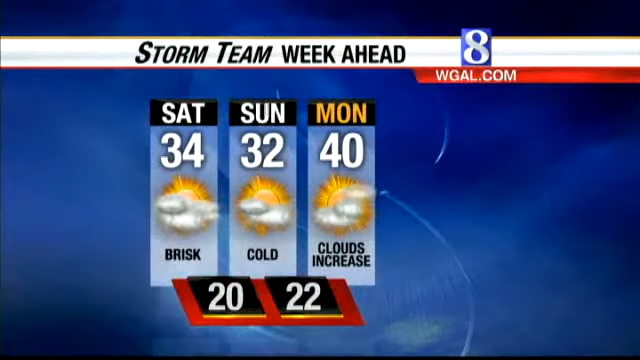 STORM TEAM WEEK AHEAD 8
WGAL.COM
SAT SUN MON
34 32 40
BRISK COLD CLOUDS INCREASE
20 22